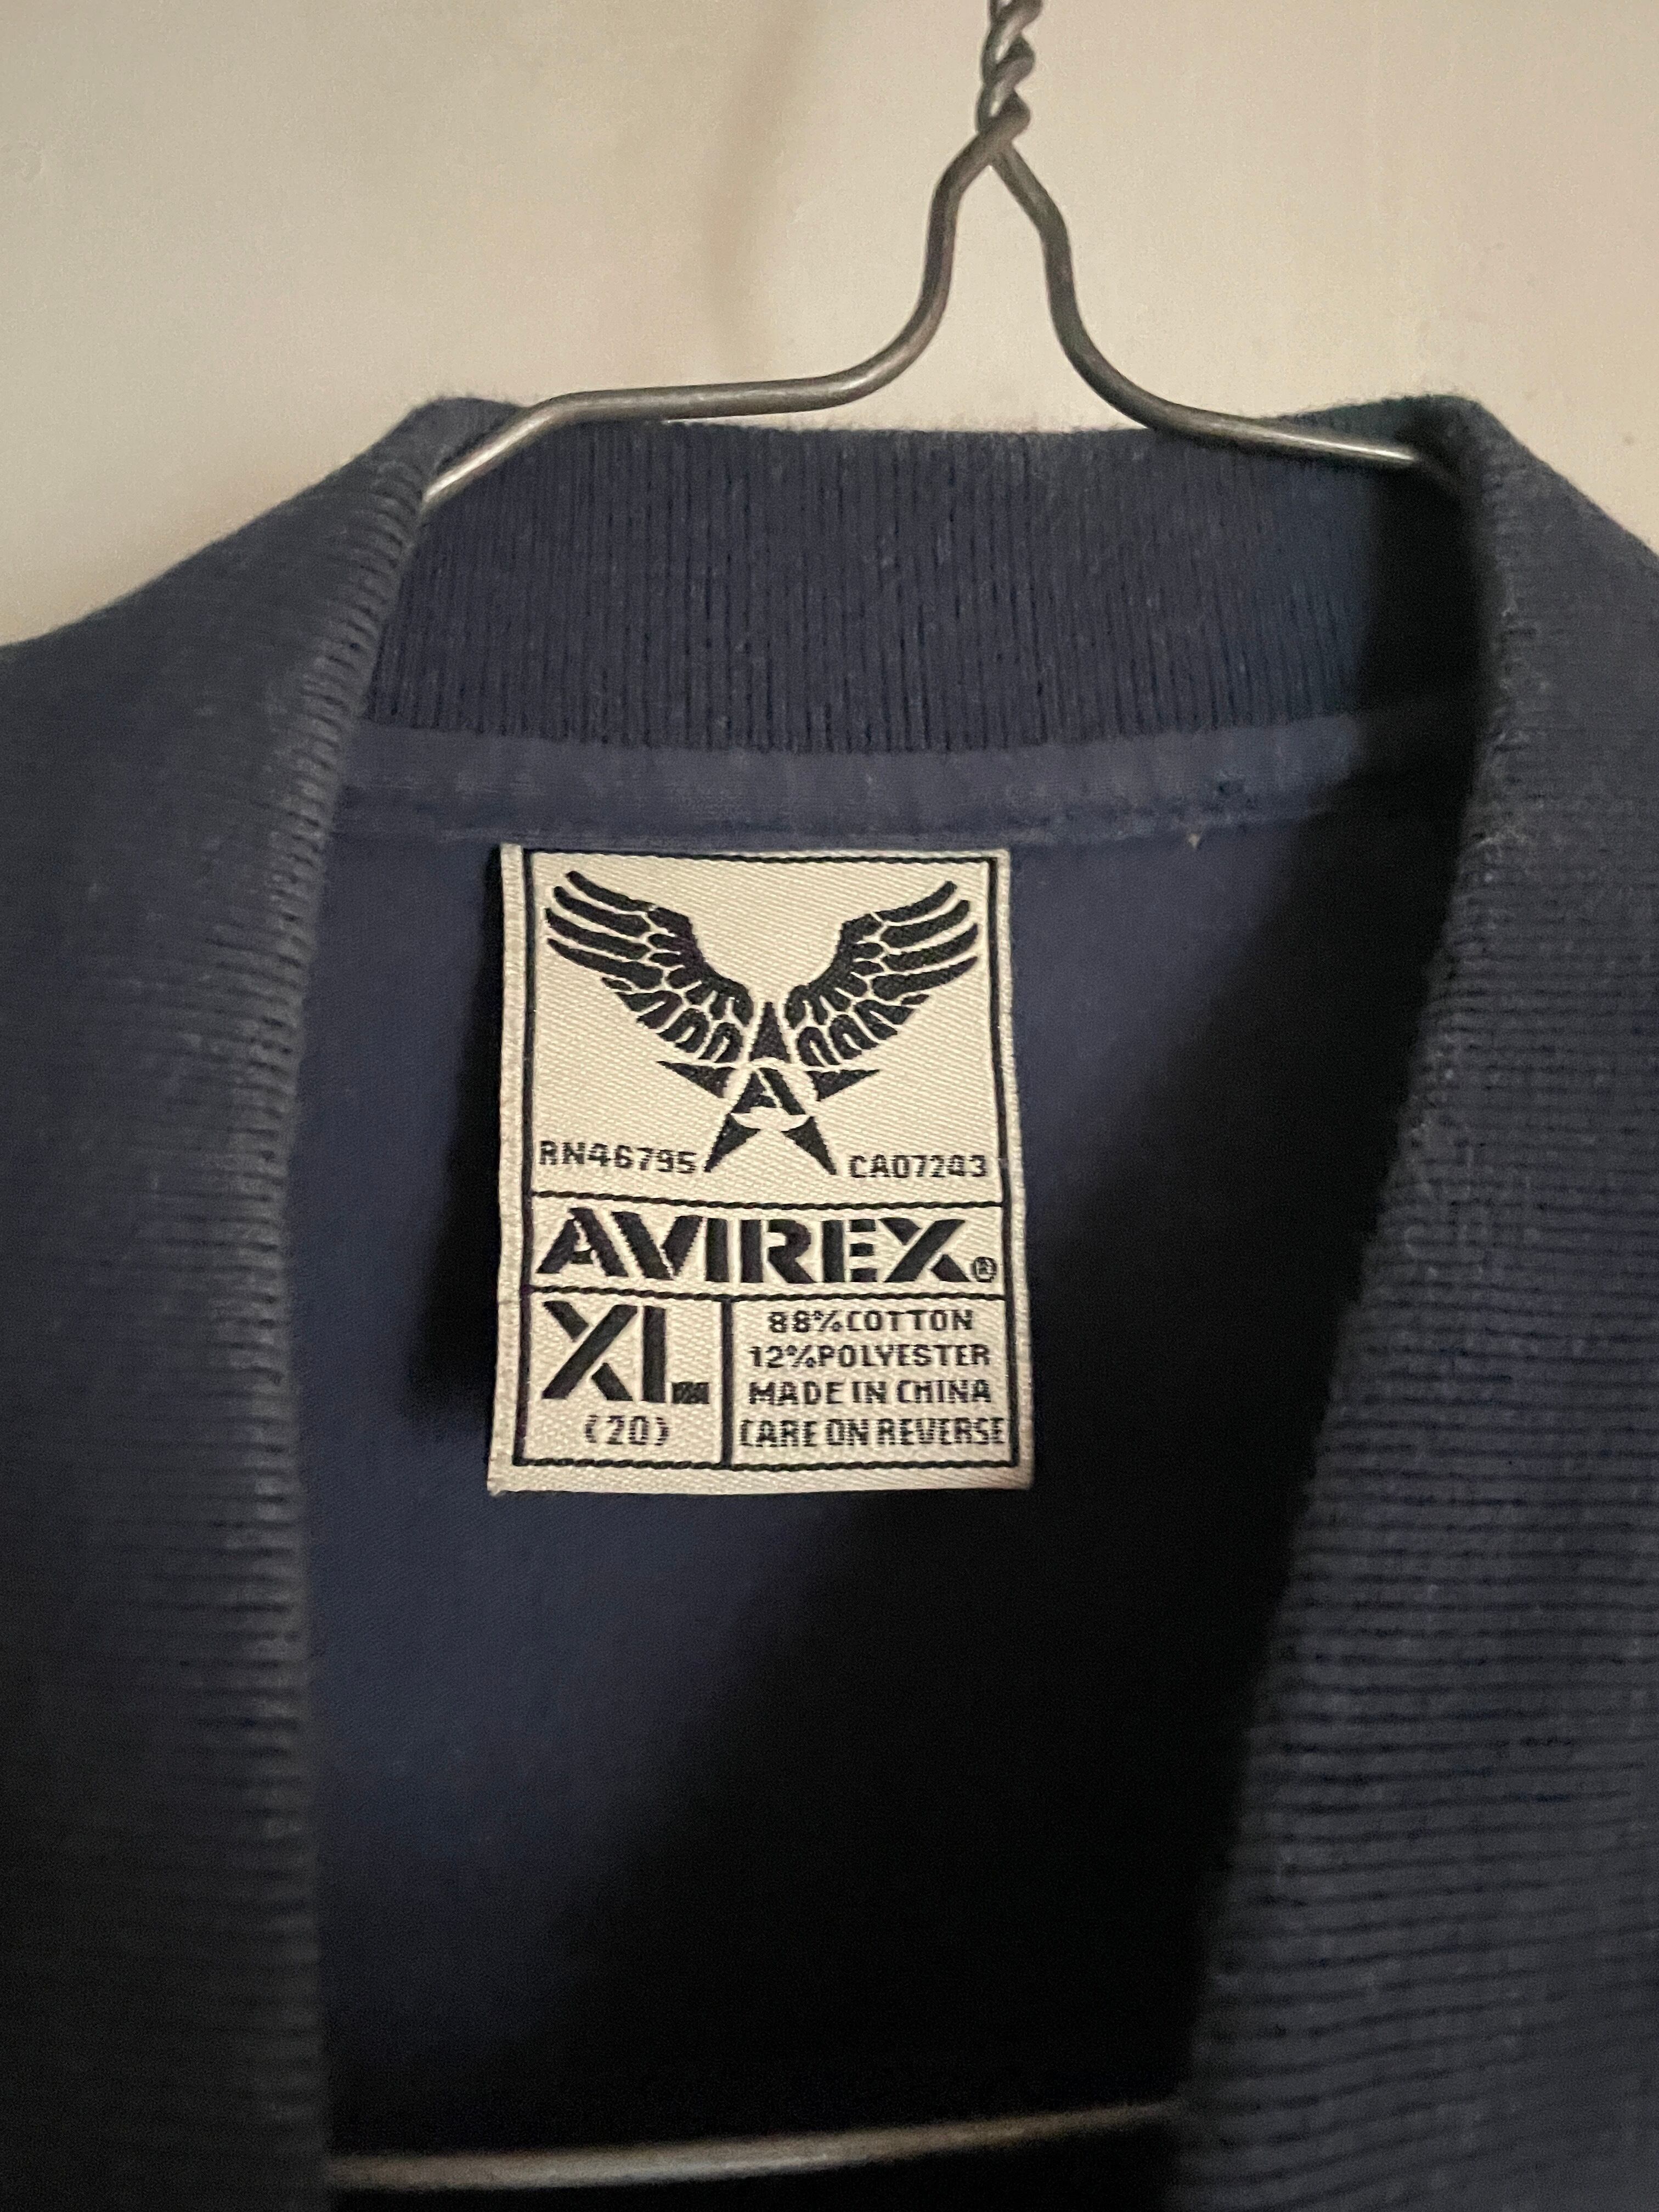 A
RN46795 CA07243
AVIREX®
XL
(20)
88%COTTON
12%POLYESTER
MADE IN CHINA
CARE ON REVERSE